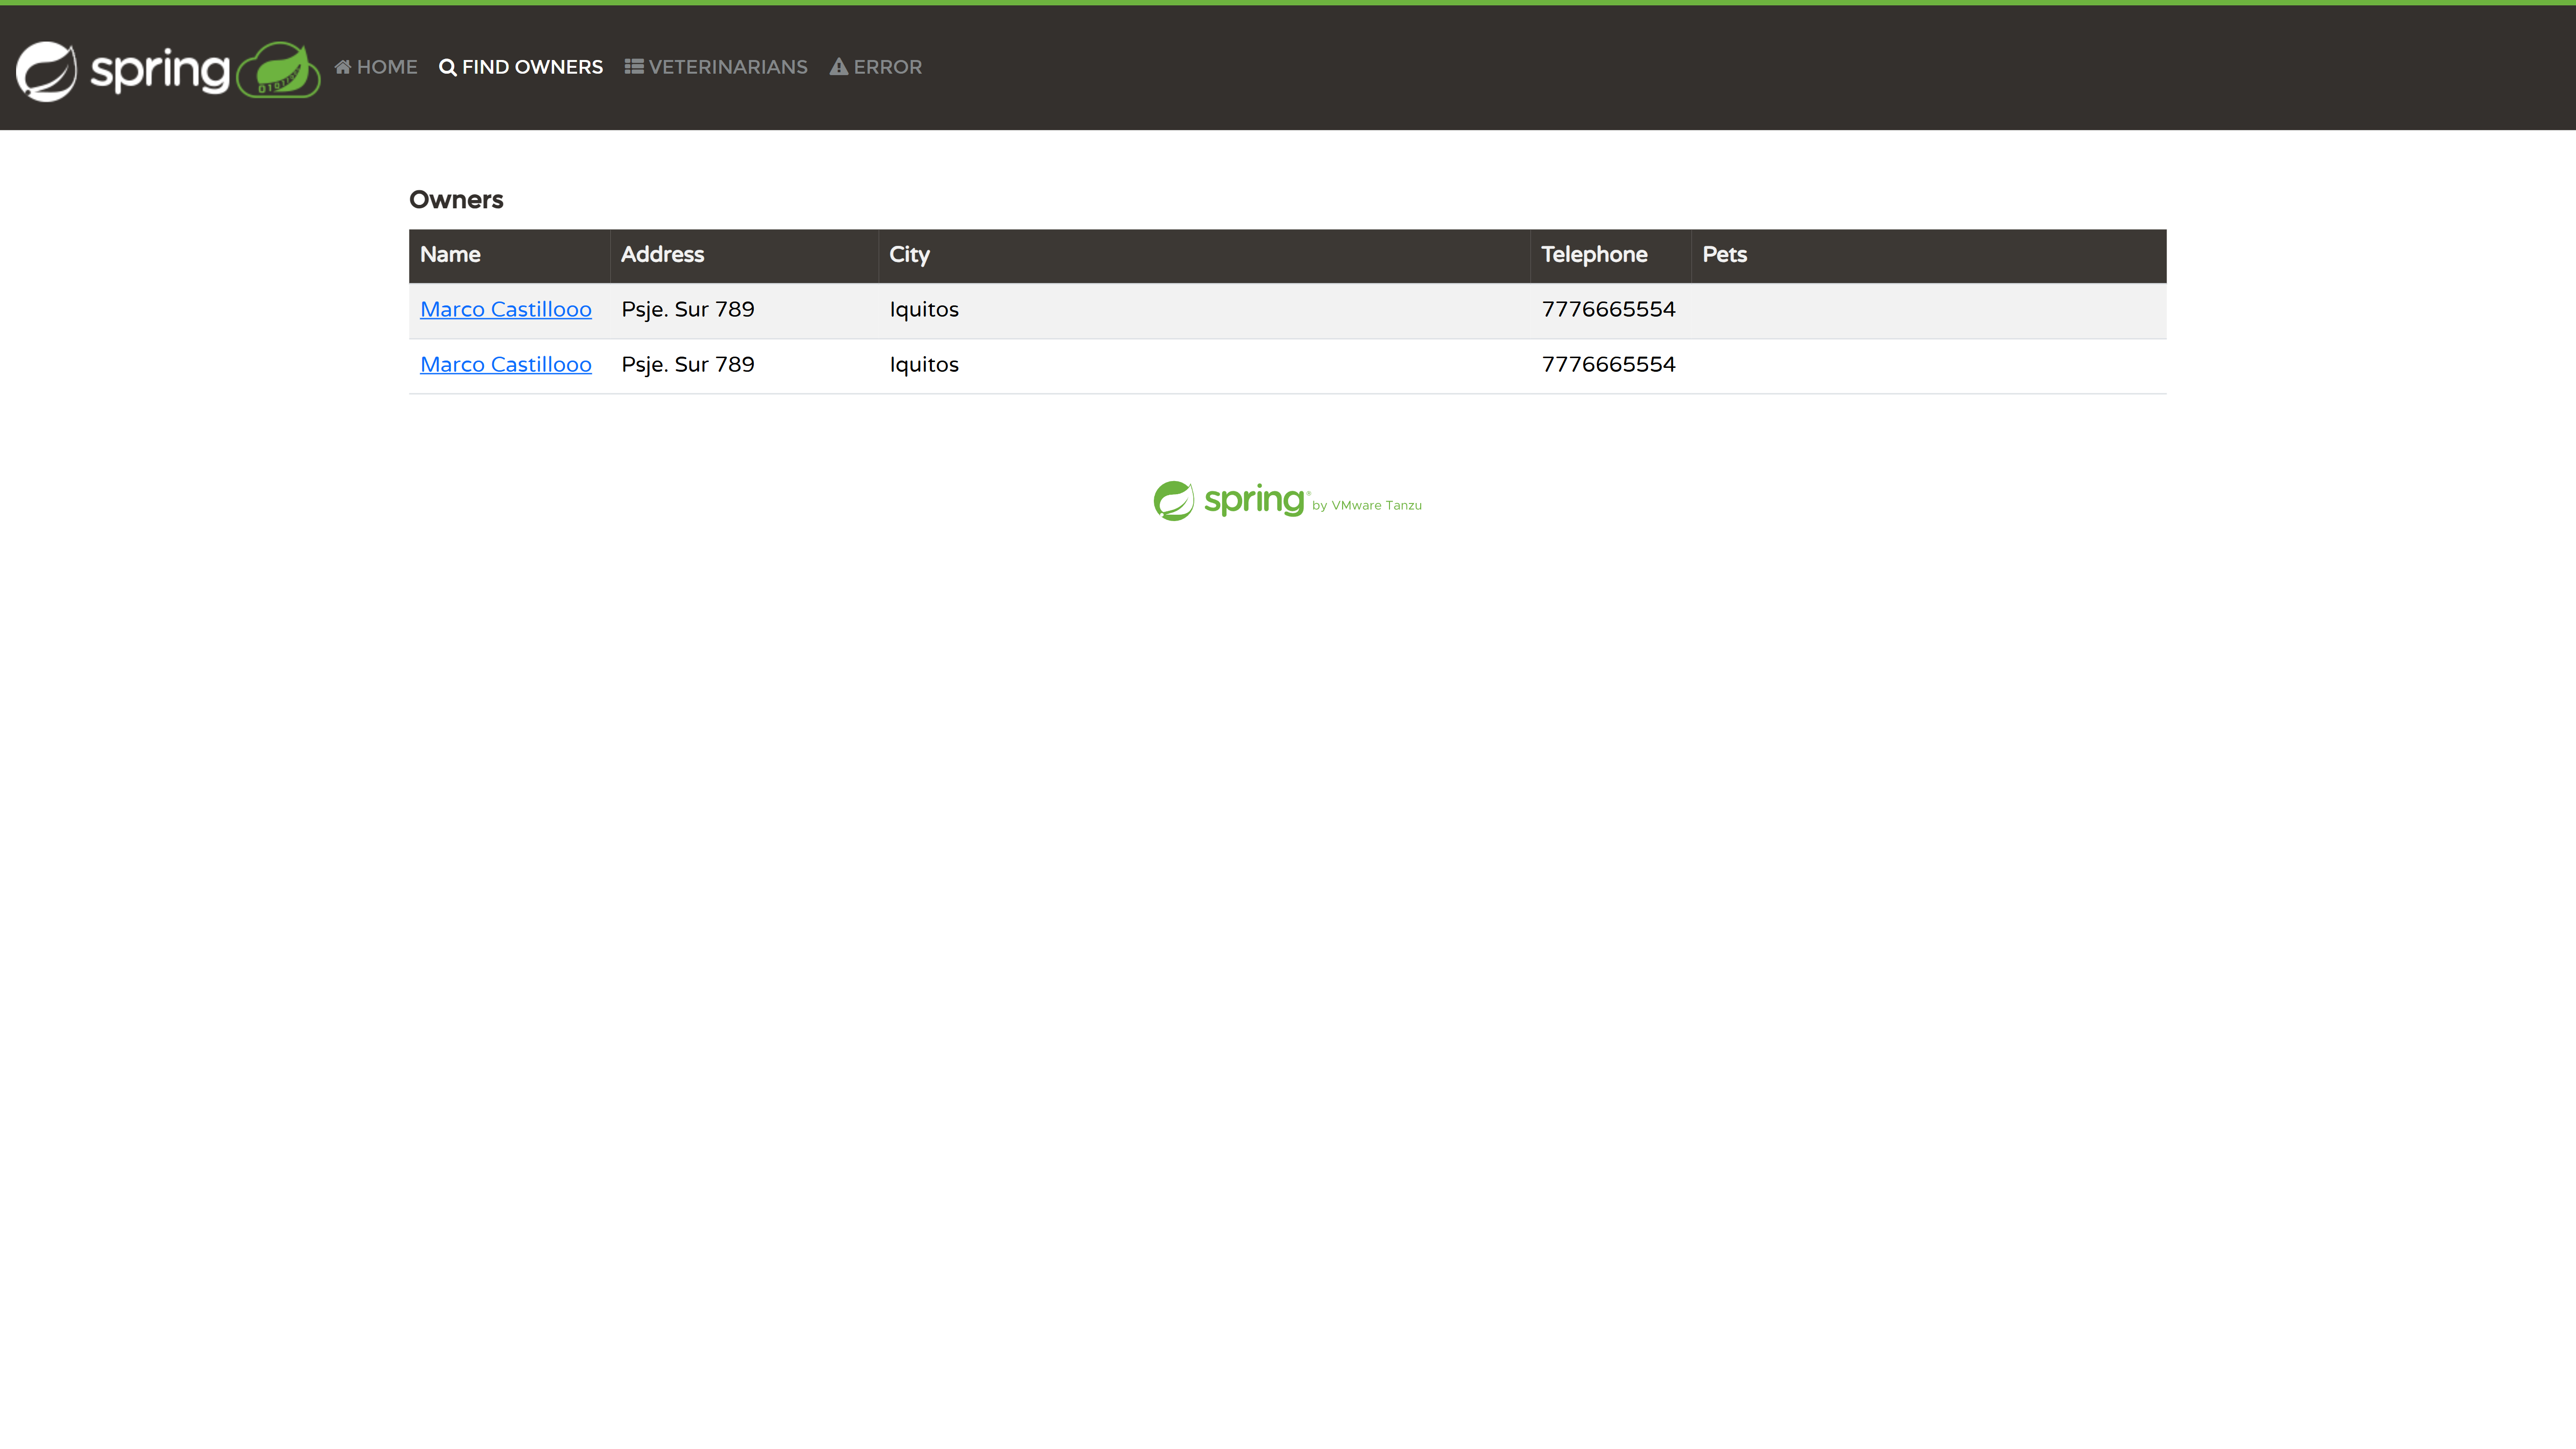 spring HOME FIND OWNERS VETERINARIANS ERROR
Owners
Name Address City Telephone Pets
Marco Castillooo Psje. Sur 789 Iquitos 7776665554
Marco Castillooo Psje. Sur 789 Iquitos 7776665554
spring by VMware Tanzu